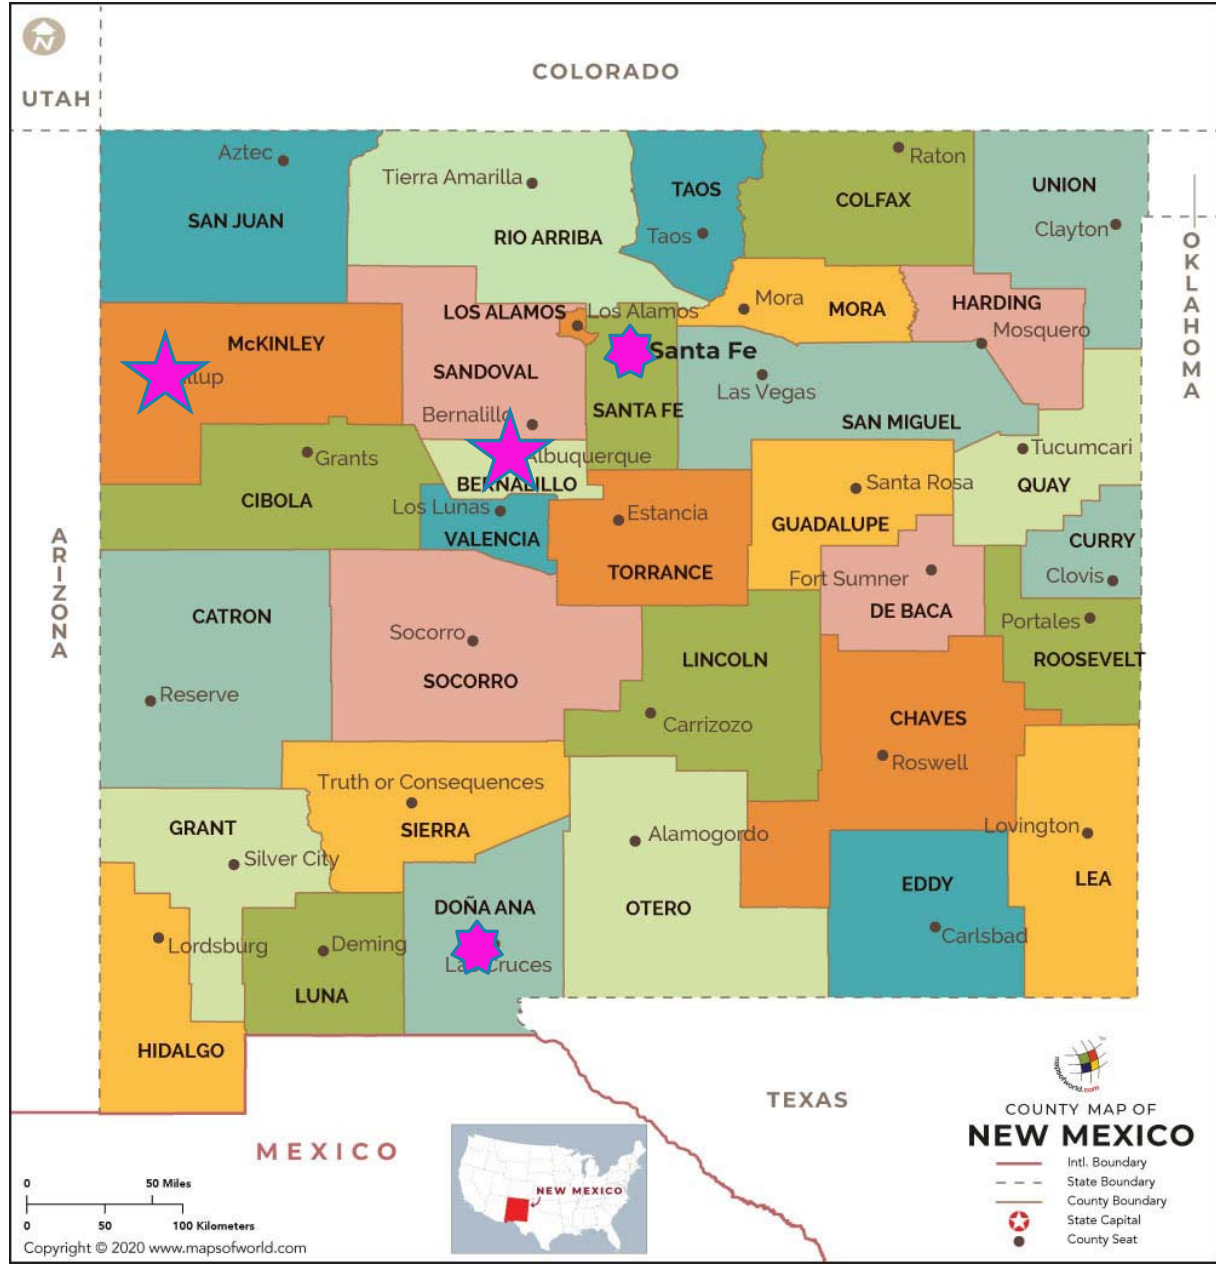 N
COLORADO
UTAH
Aztec
Raton
Tierra Amarilla
TAOS
UNION
COLFAX
SAN JUAN
Clayton
RIO ARRIBA
Taos
OKLAHOMA
Mora
HARDING
LOS ALAMOS
Los Alamos
MORA
Mosquero
McKINLEY
Santa Fe
SANDOVAL
Las Vegas
SANTA FE
Bernalillo
SAN MIGUEL
Tucumcari
Grants
Albuquerque
BERNALILLO
Santa Rosa
QUAY
CIBOLA
Los Lunas
Estancia
GUADALUPE
VALENCIA
CURRY
ARIZONA
TORRANCE
Fort Sumner
Clovis
CATRON
DE BACA
Portales
Socorro
LINCOLN
ROOSEVELT
SOCORRO
Reserve
CHAVES
Carrizozo
Roswell
Truth or Consequences
GRANT
SIERRA
Alamogordo
Lovington
Silver City
EDDY
LEA
DOÑA ANA
OTERO
Lordsburg
Deming
Carlsbad
Las Cruces
LUNA
HIDALGO
mapsofworld.com
TEXAS
COUNTY MAP OF
NEW MEXICO
MEXICO
Intl. Boundary
State Boundary
County Boundary
State Capital
County Seat
NEW MEXICO
0 50 Miles
0 50 100 Kilometers
Copyright © 2020 www.mapsofworld.com